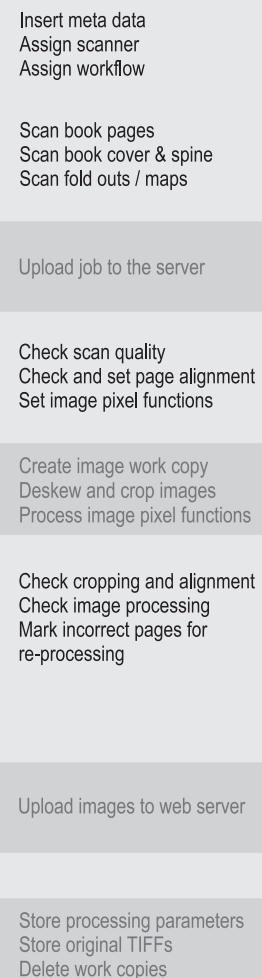 Insert meta data
Assign scanner
Assign workflow
Scan book pages
Scan book cover & spine
Scan fold outs / maps
Upload job to the server
Check scan quality
Check and set page alignment
Set image pixel functions
Create image work copy
Deskew and crop images
Process image pixel functions
Check cropping and alignment
Check image processing
Mark incorrect pages for
re-processing
Upload images to web server
Store processing parameters
Store original TIFFs
Delete work copies